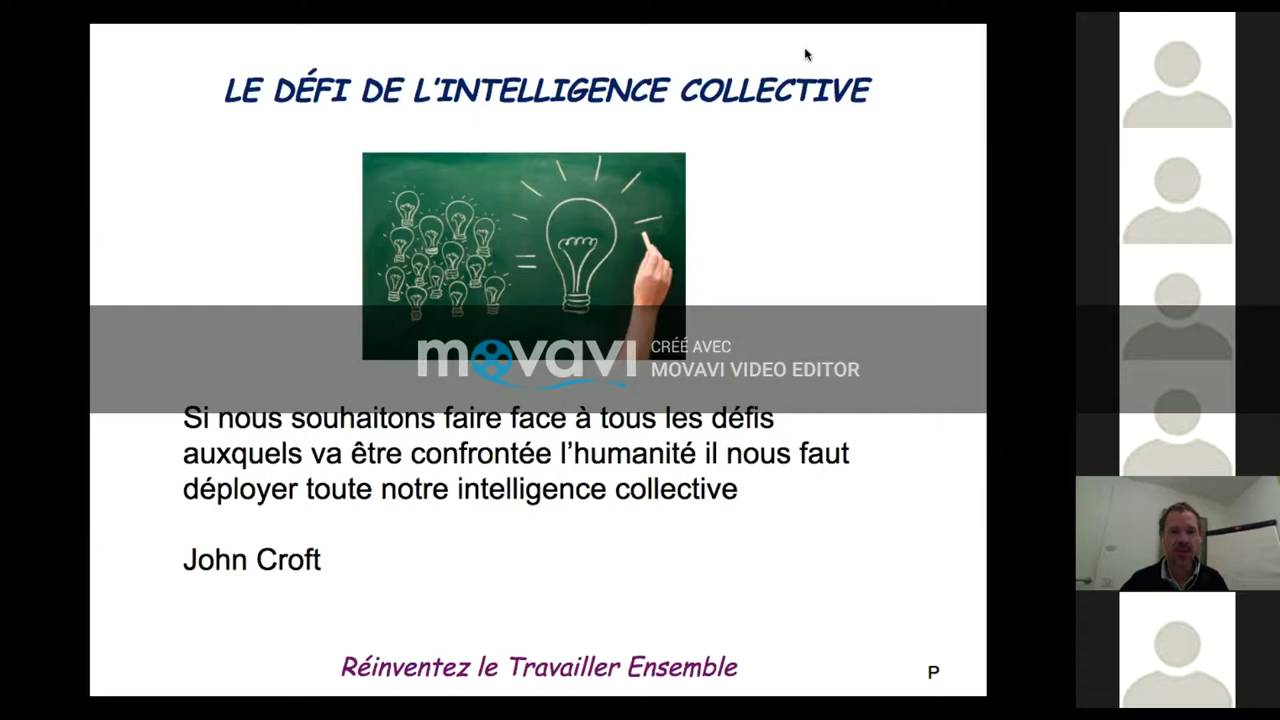 LE DÉFI DE L'INTELLIGENCE COLLECTIVE
movavi
CRÉÉ AVEC
MOVAVI VIDEO EDITOR
Si nous souhaitons faire face à tous les défis
auxquels va être confrontée l’humanité il nous faut
déployer toute notre intelligence collective
John Croft
Réinventez le Travailler Ensemble
P